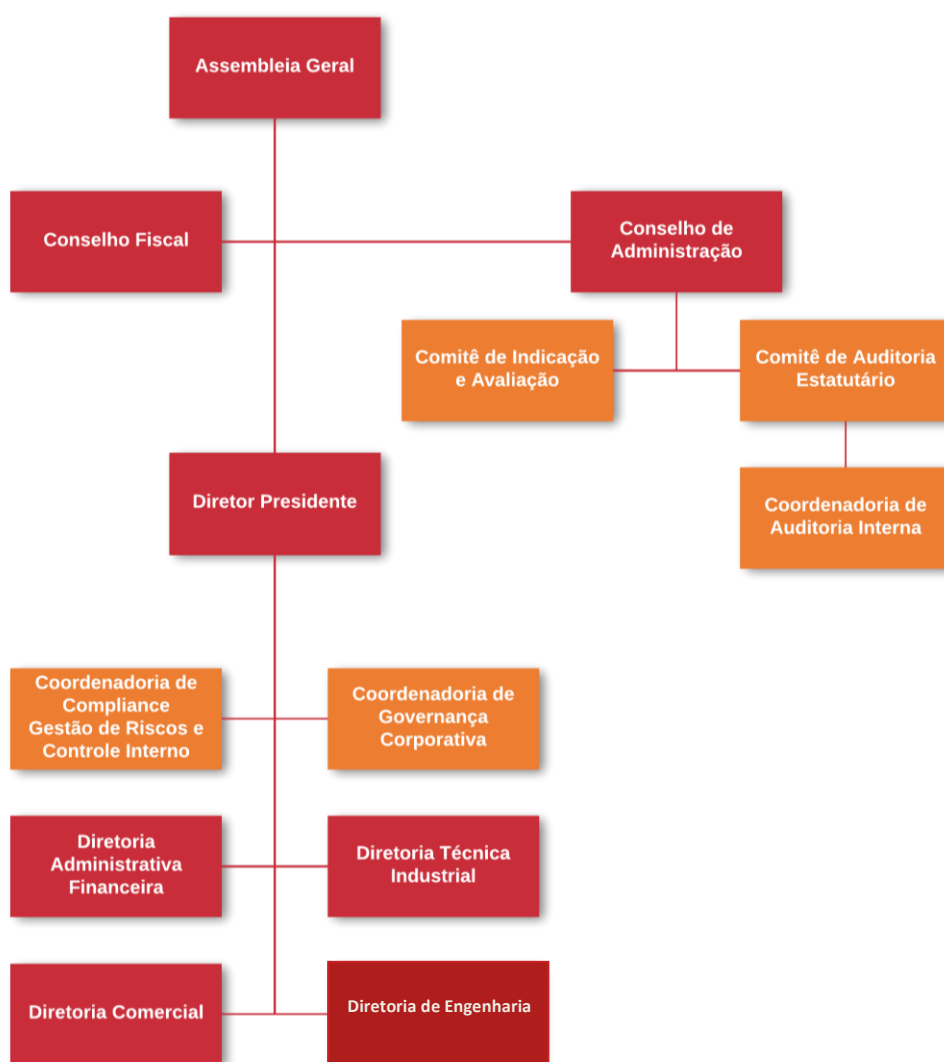 Assembleia Geral
Conselho Fiscal
Conselho de
Administração
Comitê de Indicação
e Avaliação
Comitê de Auditoria
Estatutário
Diretor Presidente
Coordenadoria de
Auditoria Interna
Coordenadoria de
Compliance
Gestão de Riscos e
Controle Interno
Coordenadoria de
Governança
Corporativa
Diretoria
Administrativa
Financeira
Diretoria Técnica
Industrial
Diretoria Comercial
Diretoria de Engenharia